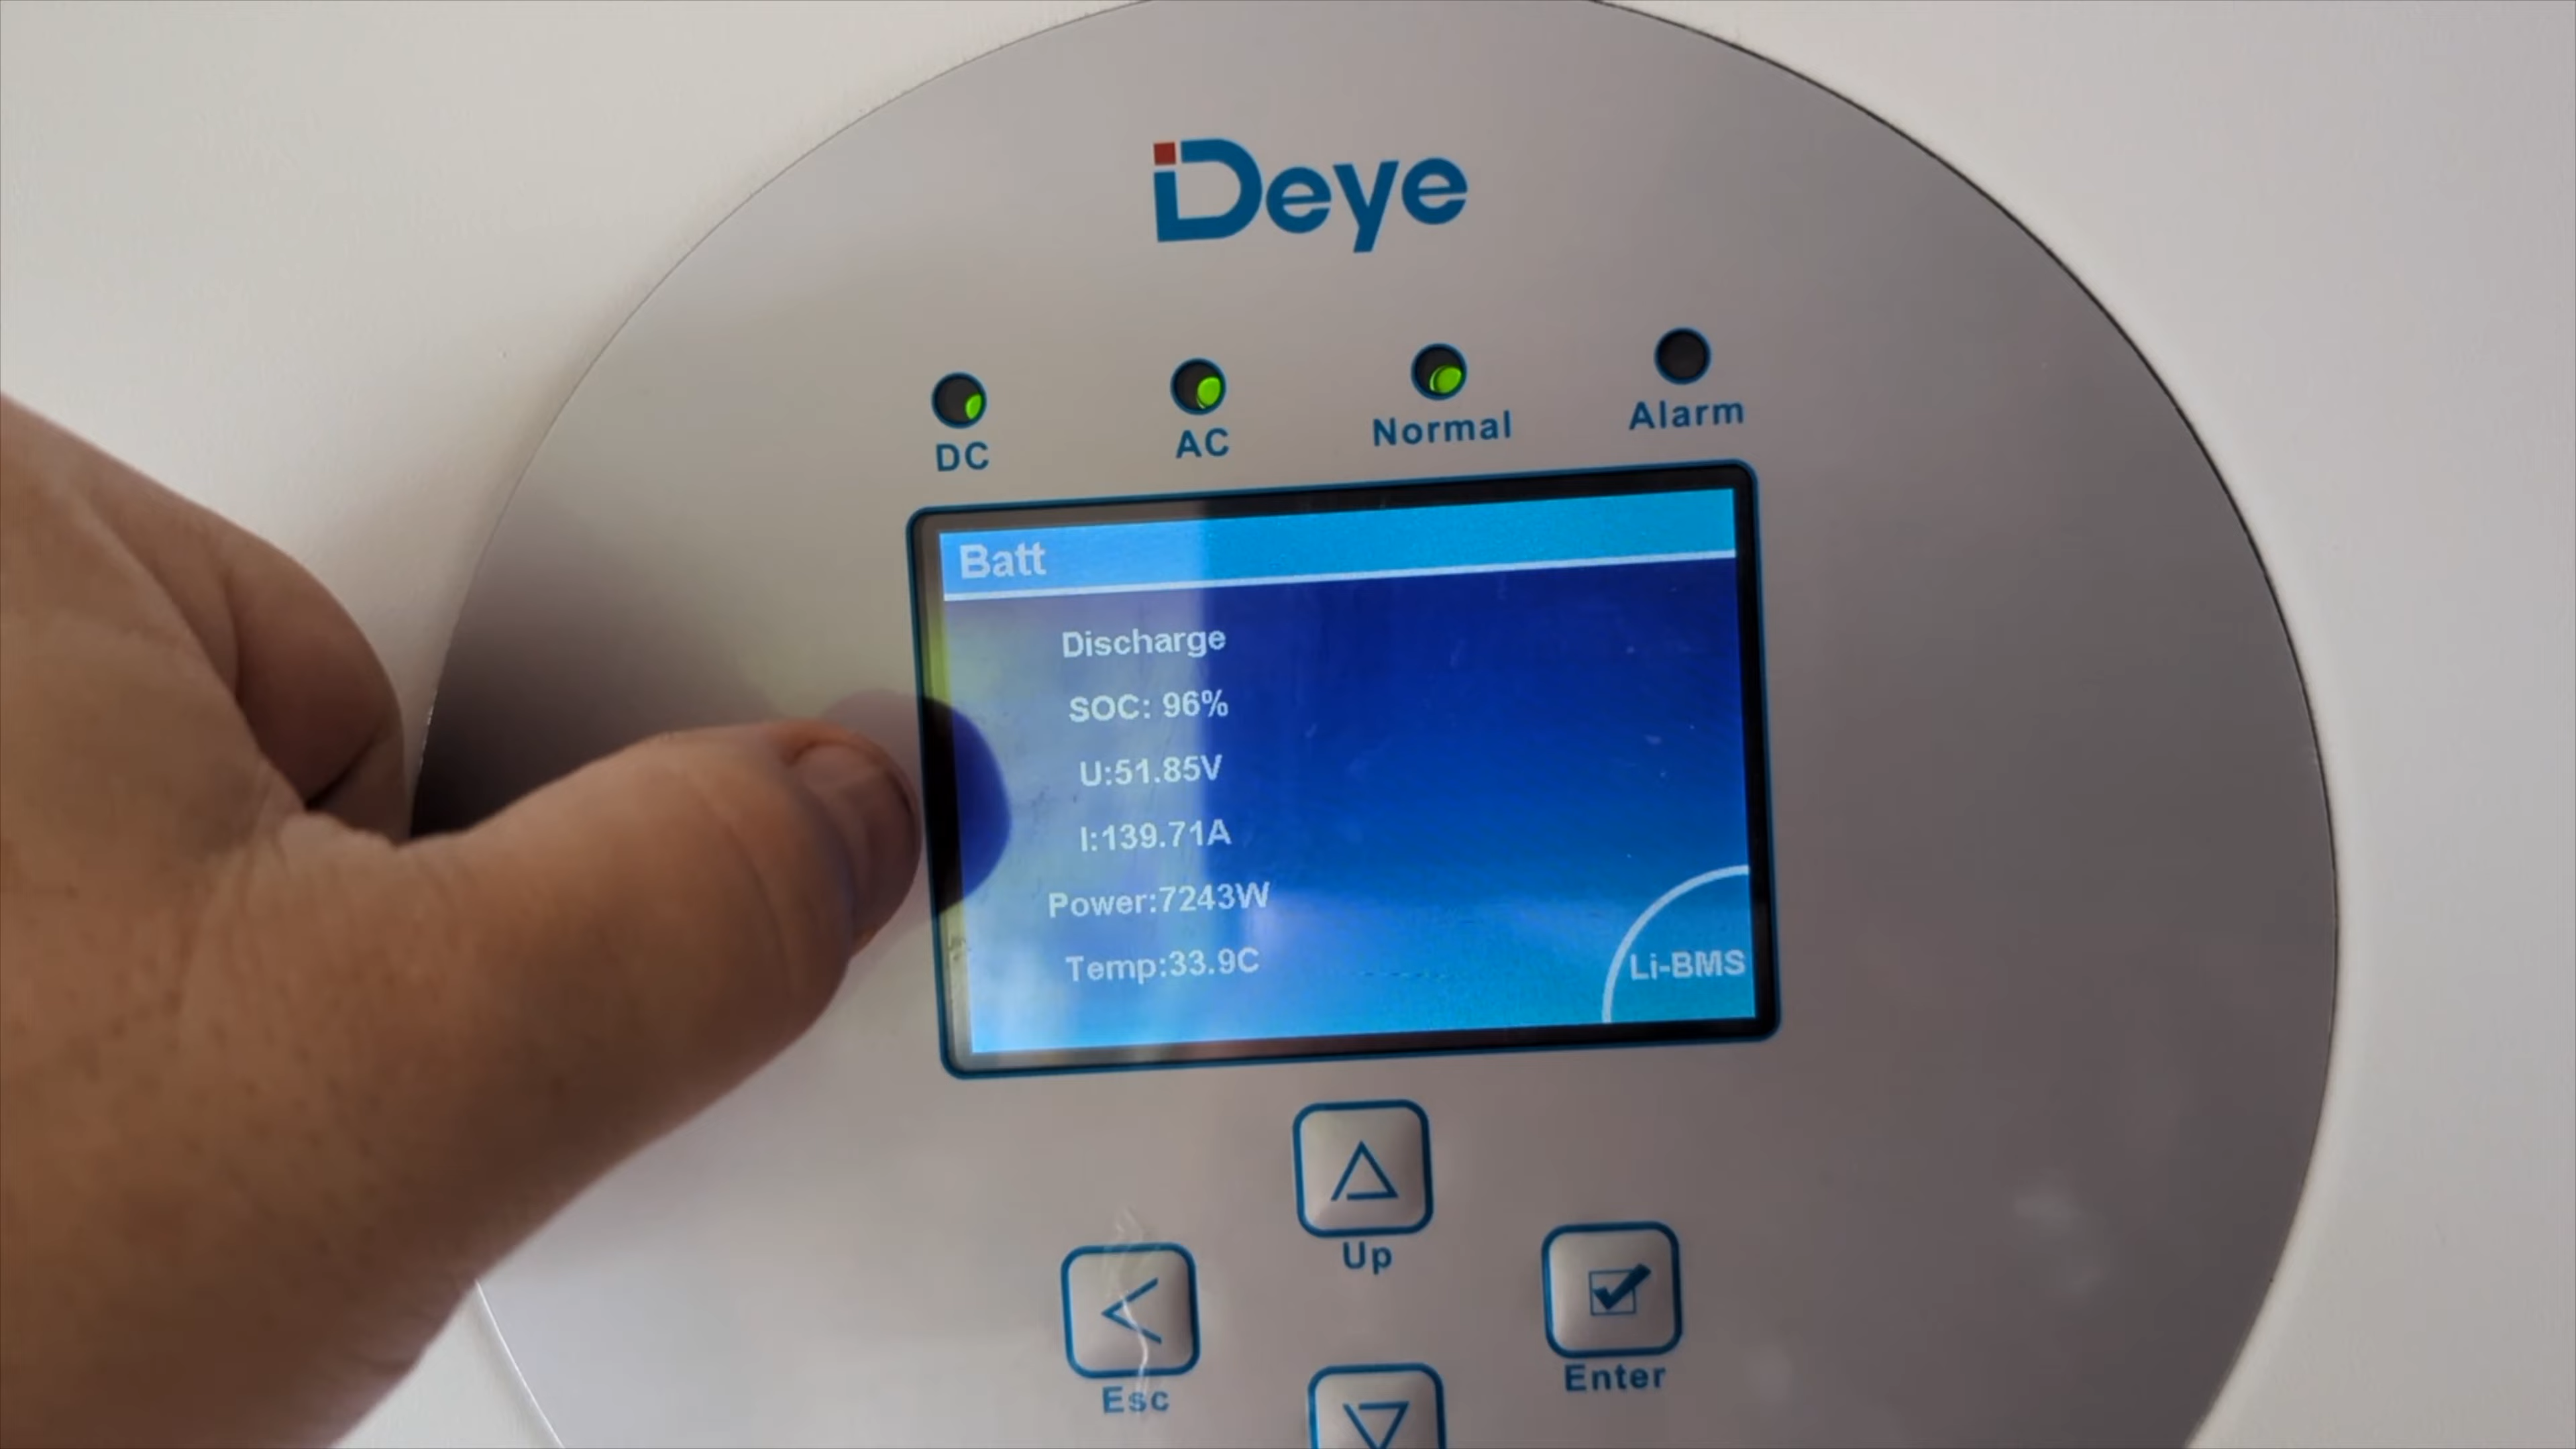 Deye
DC
AC
Normal
Alarm
Batt
Discharge
SOC: 96%
U:51.85V
I:139.71A
Power:7243W
Temp:33.9C
Li-BMS
Up
Esc
Enter